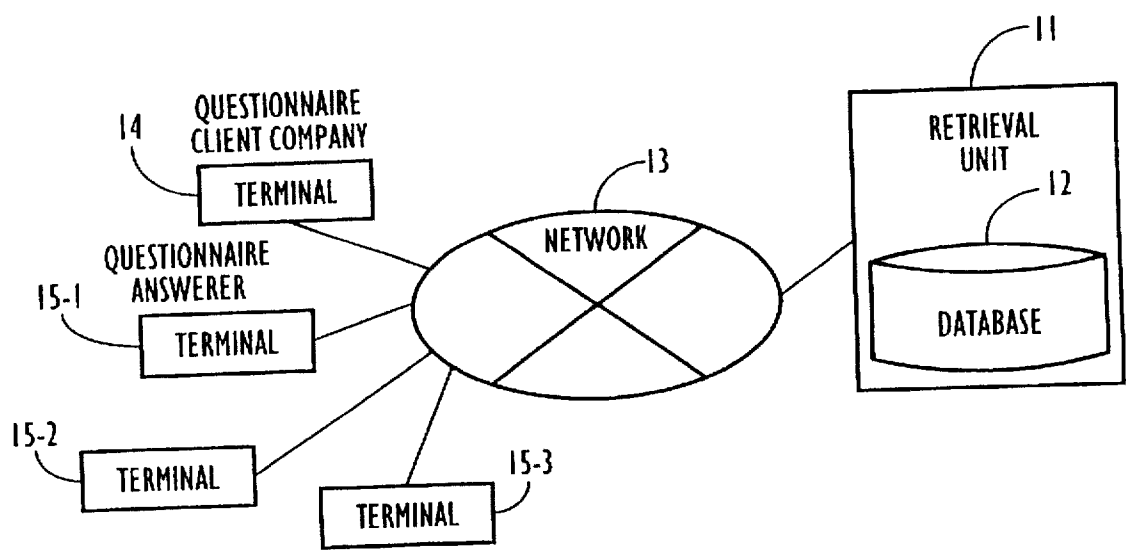 11
RETRIEVAL
UNIT
12
DATABASE
14
QUESTIONNAIRE
CLIENT COMPANY
TERMINAL
13
NETWORK
QUESTIONNAIRE
ANSWERER
15-1
TERMINAL
15-2
TERMINAL
15-3
TERMINAL